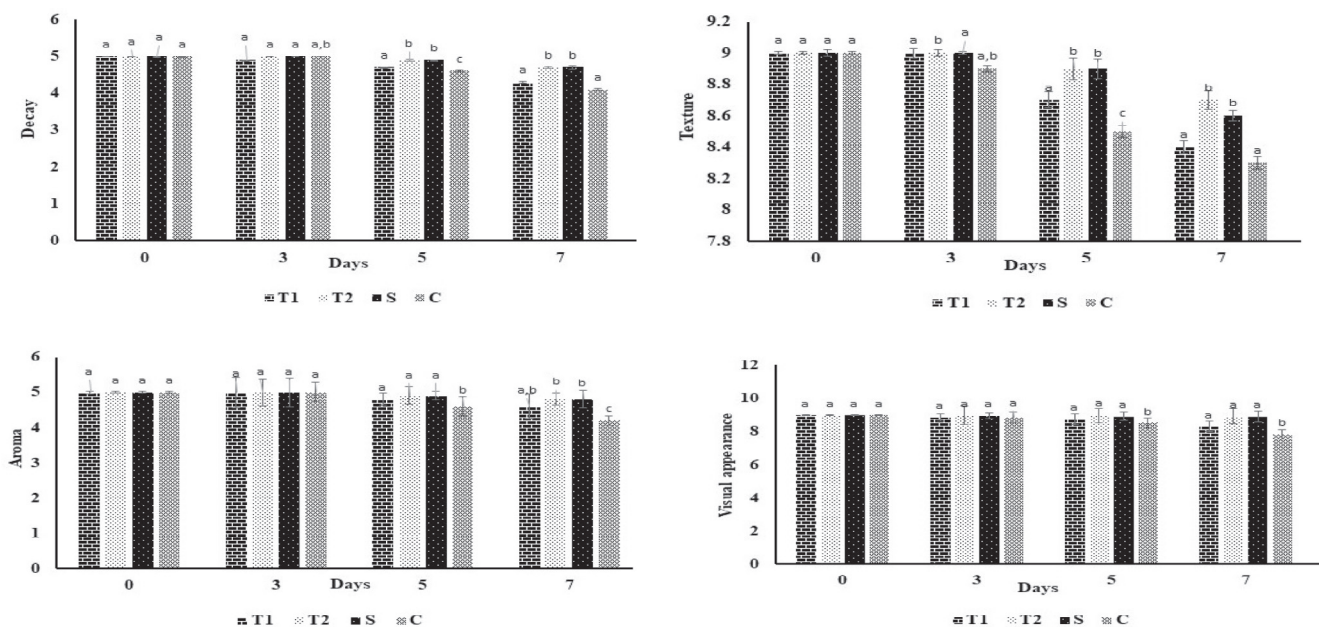 6
5
4
3
2
1
0
Decay
a a a a
a a a a,b
a b b c
a b b a
0 3 5 7
Days
T1 T2 S C
9.2
9
8.8
8.6
8.4
8.2
8
7.8
Texture
a a a a
a b a a,b
a b b c
a b b a
0 3 5 7
Days
T1 T2 S C
6
5
4
3
2
1
0
Aroma
a a a a
a a a a
a a a b
a,b b b c
0 3 5 7
Days
T1 T2 S C
12
10
8
6
4
2
0
Visual appearance
a a a a
a a a a
a a a b
a a a b
0 3 5 7
Days
T1 T2 S C